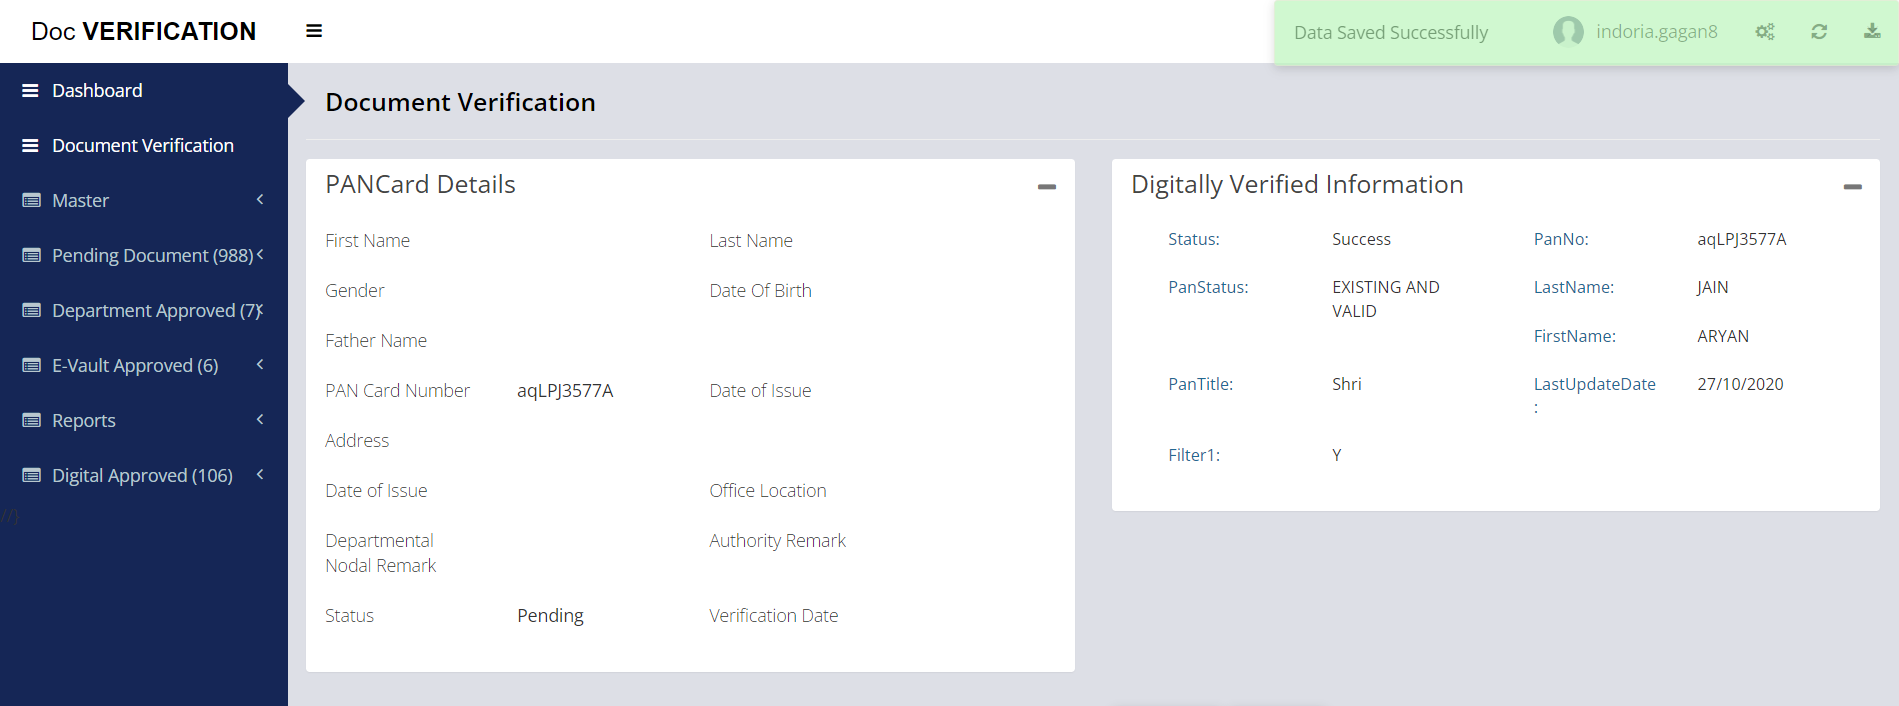 Doc VERIFICATION
Data Saved Successfully
indoria.gagan8
Dashboard
Document Verification
Master
Pending Document (988)
Department Approved (7)
E-Vault Approved (6)
Reports
Digital Approved (106)
//}
Document Verification
PANCard Details
First Name
Last Name
Gender
Date Of Birth
Father Name
PAN Card Number aqLPJ3577A Date of Issue
Address
Date of Issue
Office Location
Departmental
Nodal Remark
Authority Remark
Status Pending Verification Date
Digitally Verified Information
Status: Success PanNo: aqLPJ3577A
PanStatus: EXISTING AND
VALID
LastName: JAIN
FirstName: ARYAN
PanTitle: Shri LastUpdateDate
:
27/10/2020
Filter1: Y